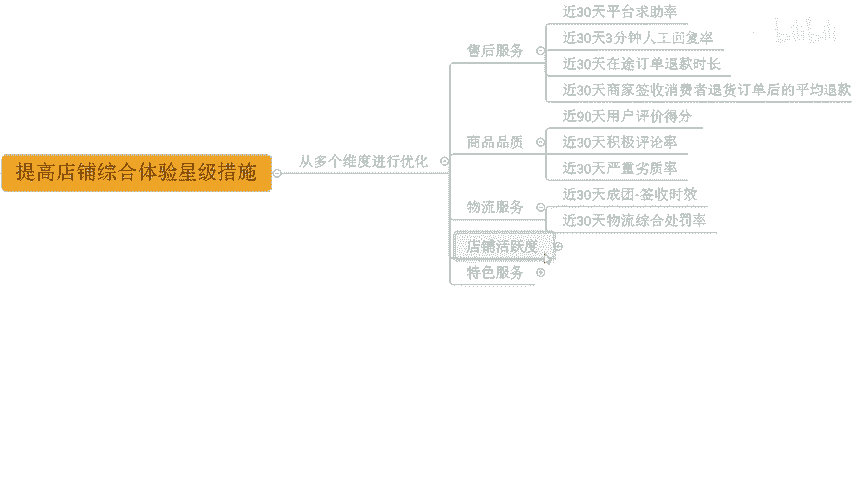 近30天平台求助率
近30天3分钟人工回复率
售后服务
近30天在途订单退款时长
近30天商家签收消费者退货订单后的平均退款
近90天用户评价得分
商品品质
近30天积极评论率
提高店铺综合体验星级措施
从多个维度进行优化
近30天严重劣质率
近30天成团-签收时效
物流服务
近30天物流综合处罚率
店铺活跃度
特色服务